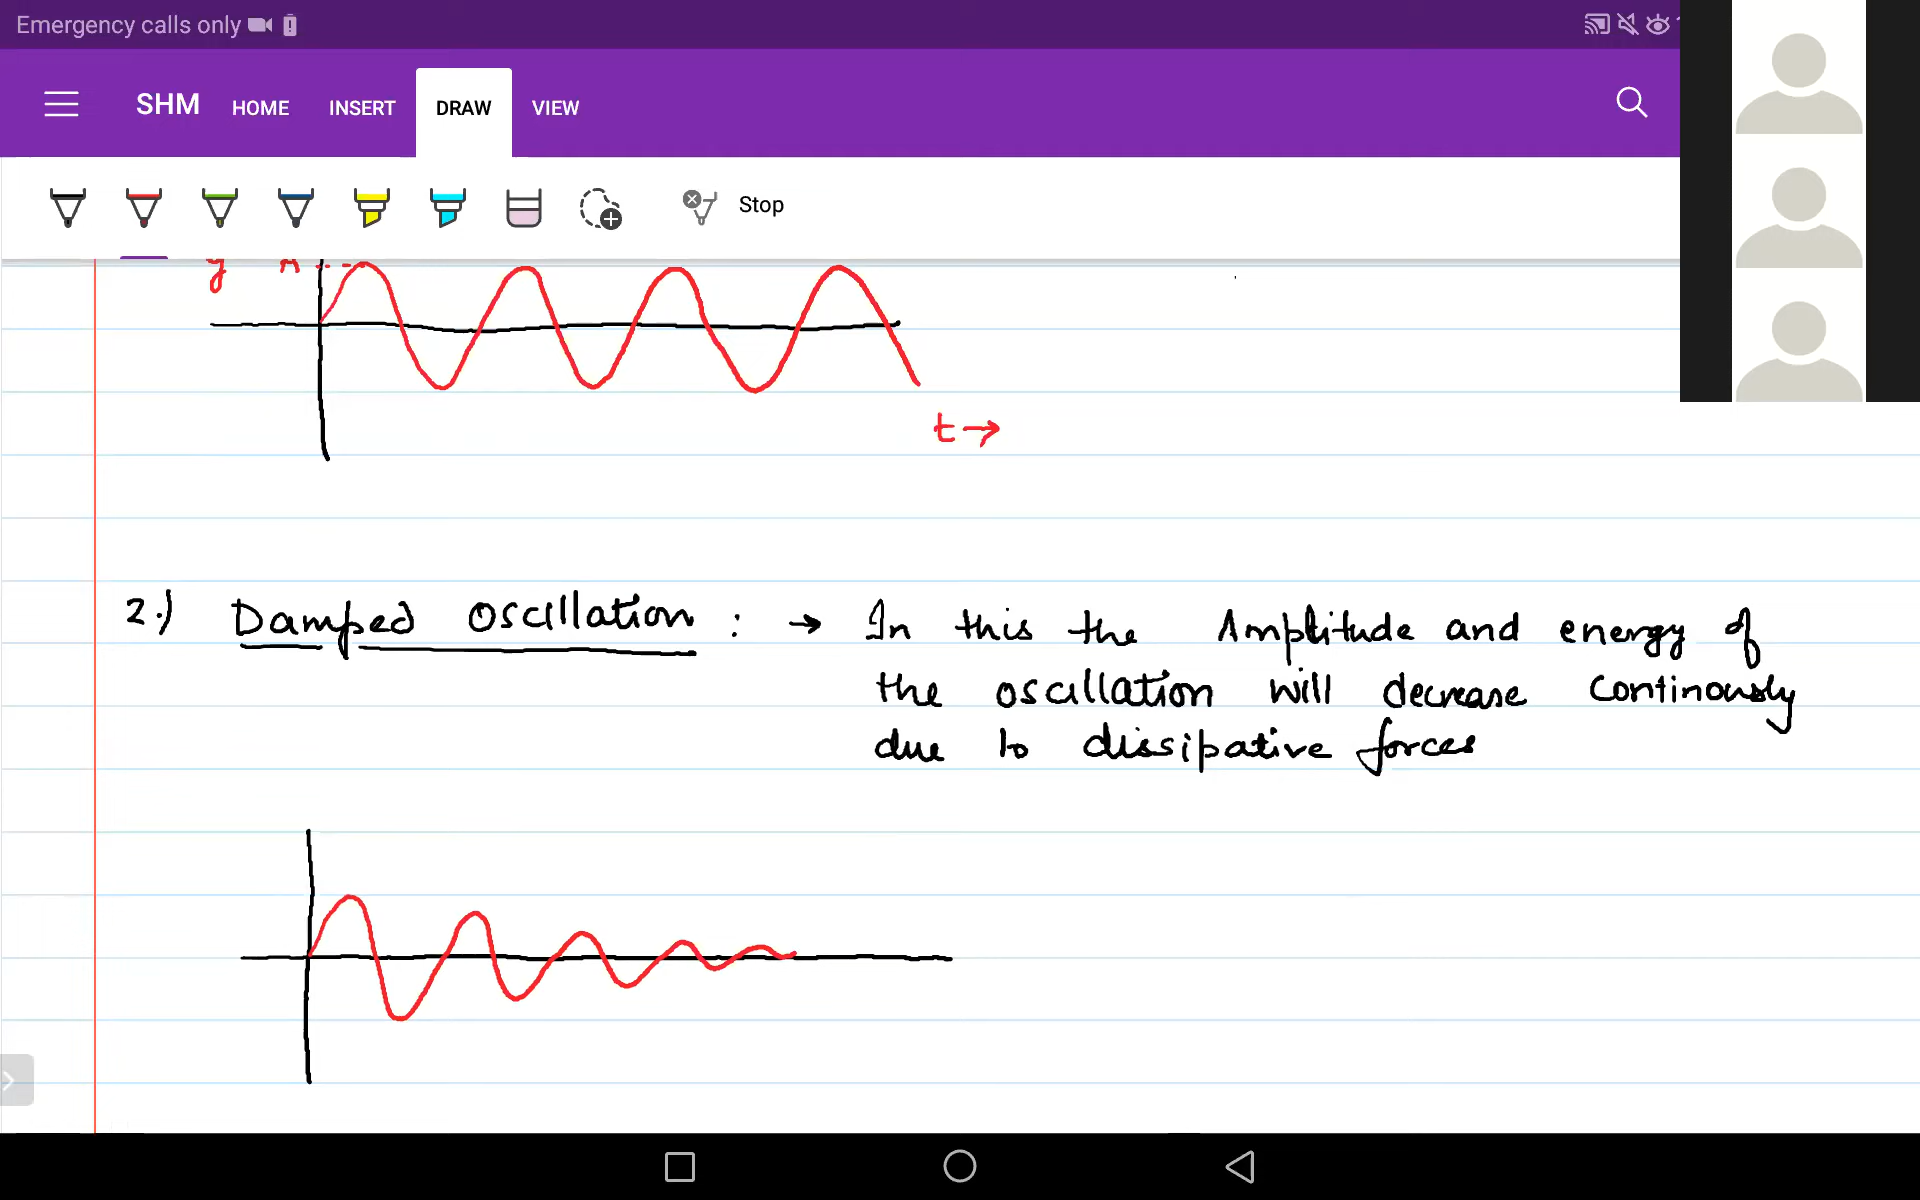 Emergency calls only
SHM HOME INSERT DRAW VIEW
Stop
y A
t→
2.) Damped Oscillation : → In this the Amplitude and energy of
the oscillation will decrease continously
due to dissipative forces